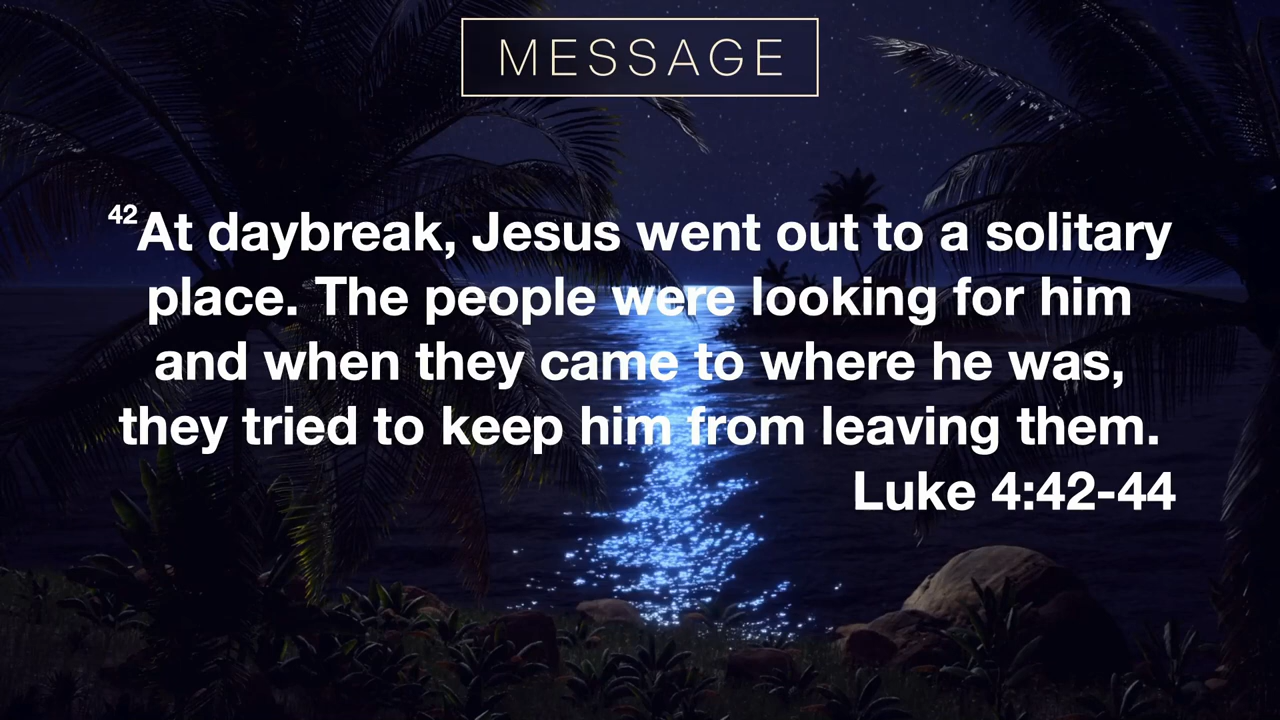 MESSAGE
42At daybreak, Jesus went out to a solitary
place. The people were looking for him
and when they came to where he was,
they tried to keep him from leaving them.
Luke 4:42-44